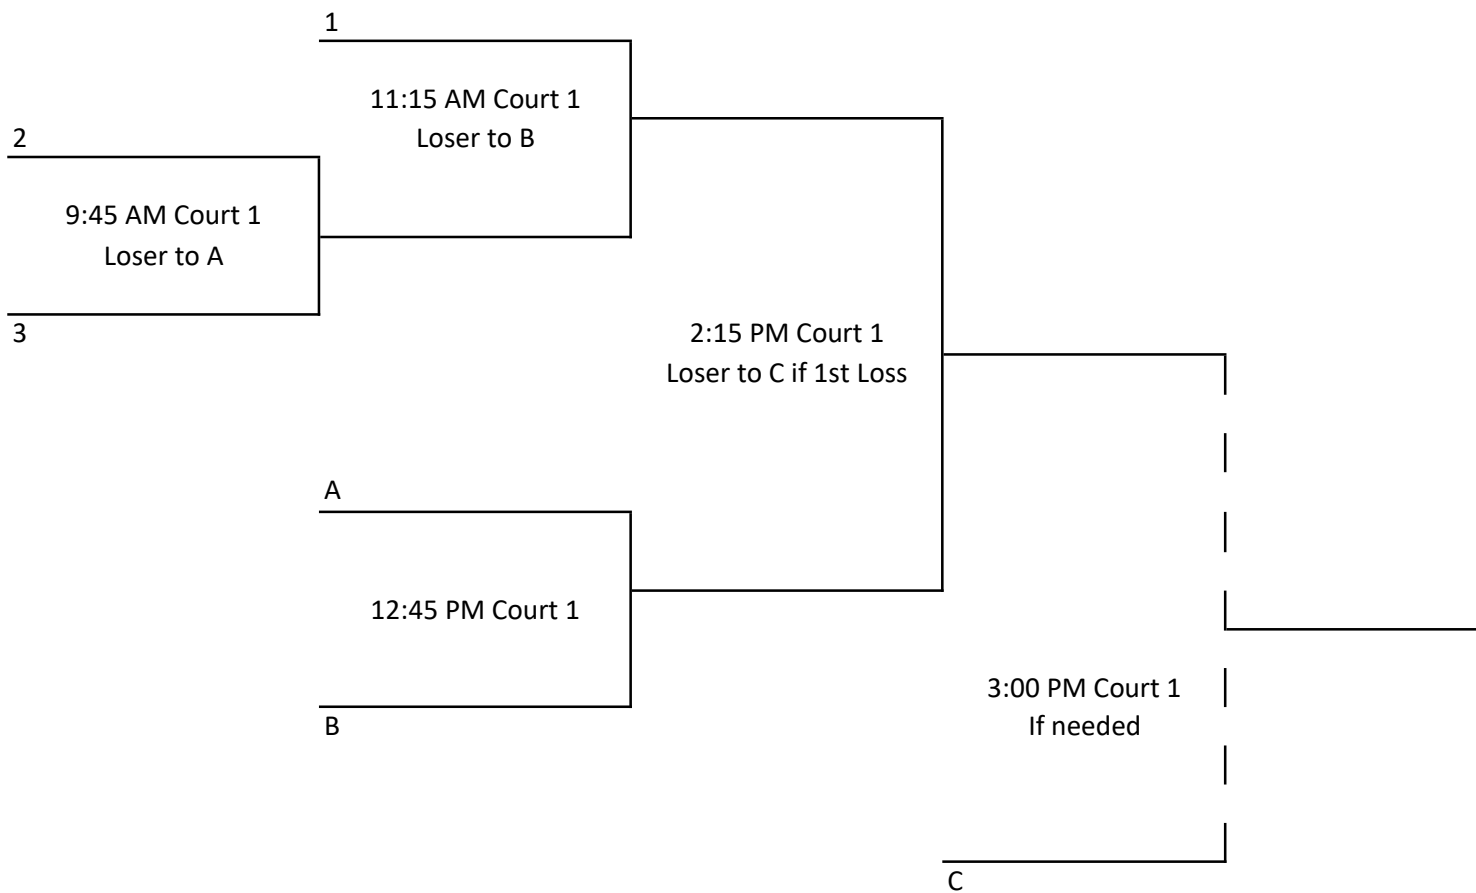 1
11:15 AM Court 1
Loser to B
2
9:45 AM Court 1
Loser to A
3
2:15 PM Court 1
Loser to C if 1st Loss
A
12:45 PM Court 1
B
3:00 PM Court 1
If needed
C